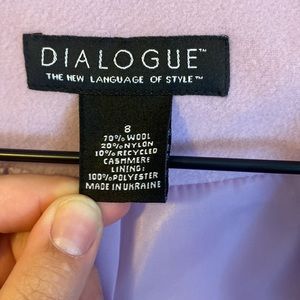 DIALOGUE™
THE NEW LANGUAGE OF STYLE™
8
70% WOOL
20% NYLON
10% RECYCLED
CASHMERE
LINING:
100% POLYESTER
MADE IN UKRAINE